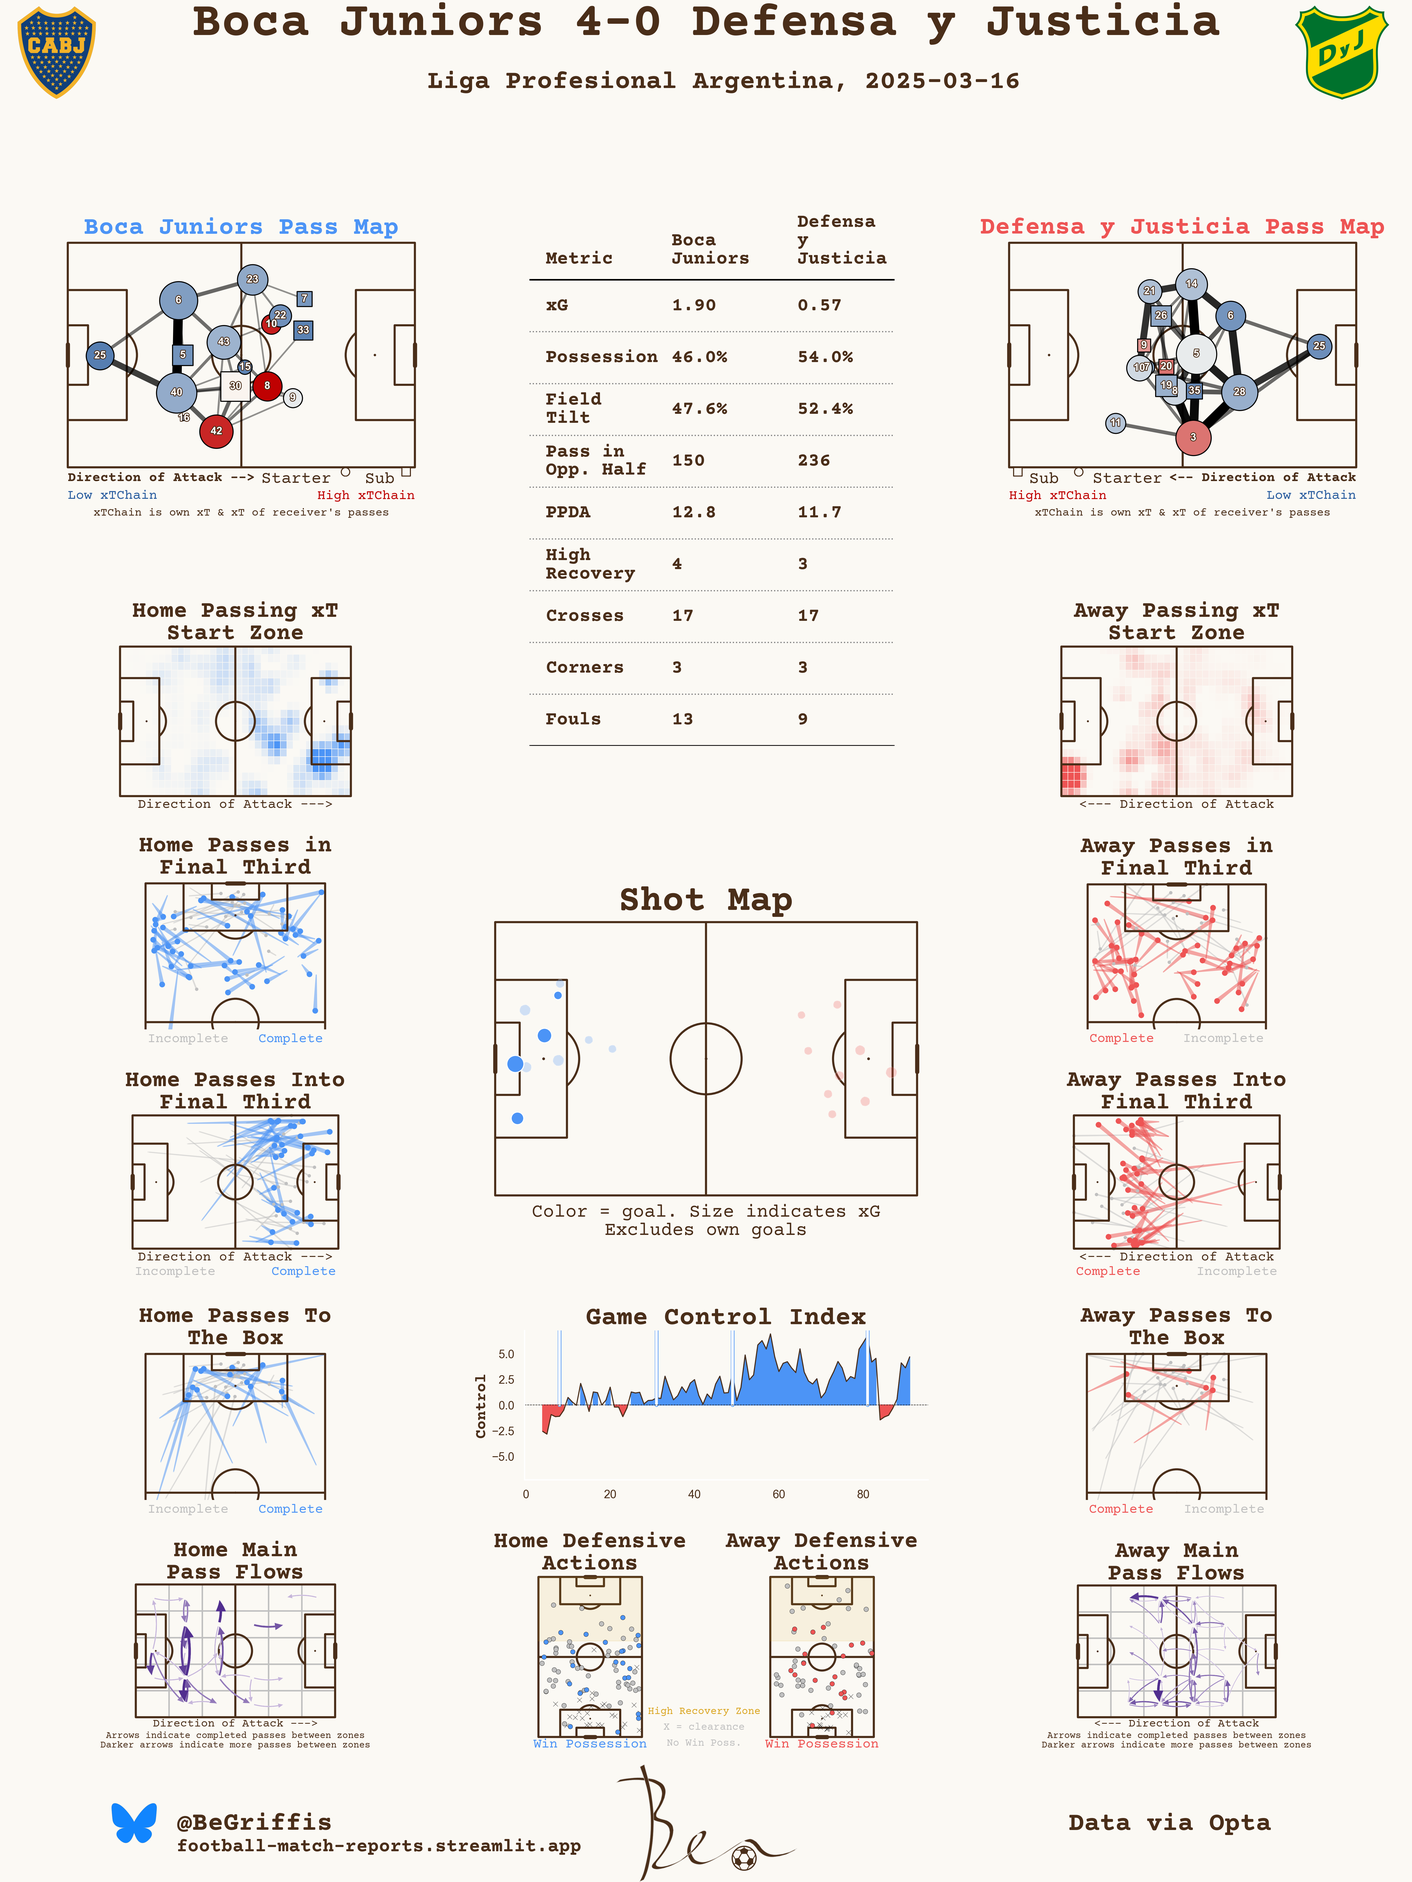 Boca Juniors 4-0 Defensa y Justicia
Liga Profesional Argentina, 2025-03-16
CABJ
DyJ
Boca Juniors Pass Map
23
6
7
22
10
33
43
5
25
15
30
8
40
9
16
42
Direction of Attack --> Starter Sub
Low xTChain High xTChain
xTChain is own xT & xT of receiver's passes
Metric Boca Juniors Defensa y Justicia
xG 1.90 0.57
Possession 46.0% 54.0%
Field Tilt 47.6% 52.4%
Pass in Opp. Half 150 236
PPDA 12.8 11.7
High Recovery 4 3
Crosses 17 17
Corners 3 3
Fouls 13 9
Defensa y Justicia Pass Map
14
21
26
6
9
5
25
107
20
19
8
35
28
11
3
Sub Starter <-- Direction of Attack
High xTChain Low xTChain
xTChain is own xT & xT of receiver's passes
Home Passing xT
Start Zone
Direction of Attack --->
Away Passing xT
Start Zone
<--- Direction of Attack
Home Passes in
Final Third
Incomplete Complete
Away Passes in
Final Third
Complete Incomplete
Shot Map
Color = goal. Size indicates xG
Excludes own goals
Home Passes Into
Final Third
Direction of Attack --->
Incomplete Complete
Away Passes Into
Final Third
<--- Direction of Attack
Complete Incomplete
Home Passes To
The Box
Incomplete Complete
Game Control Index
Control
5.0
2.5
0.0
−2.5
−5.0
0 20 40 60 80
Away Passes To
The Box
Complete Incomplete
Home Main
Pass Flows
Direction of Attack --->
Arrows indicate completed passes between zones
Darker arrows indicate more passes between zones
Home Defensive
Actions
Win Possession
High Recovery Zone
X = clearance
No Win Poss.
Away Defensive
Actions
Win Possession
Away Main
Pass Flows
<--- Direction of Attack
Arrows indicate completed passes between zones
Darker arrows indicate more passes between zones
@BeGriffis
football-match-reports.streamlit.app
Ben
Data via Opta